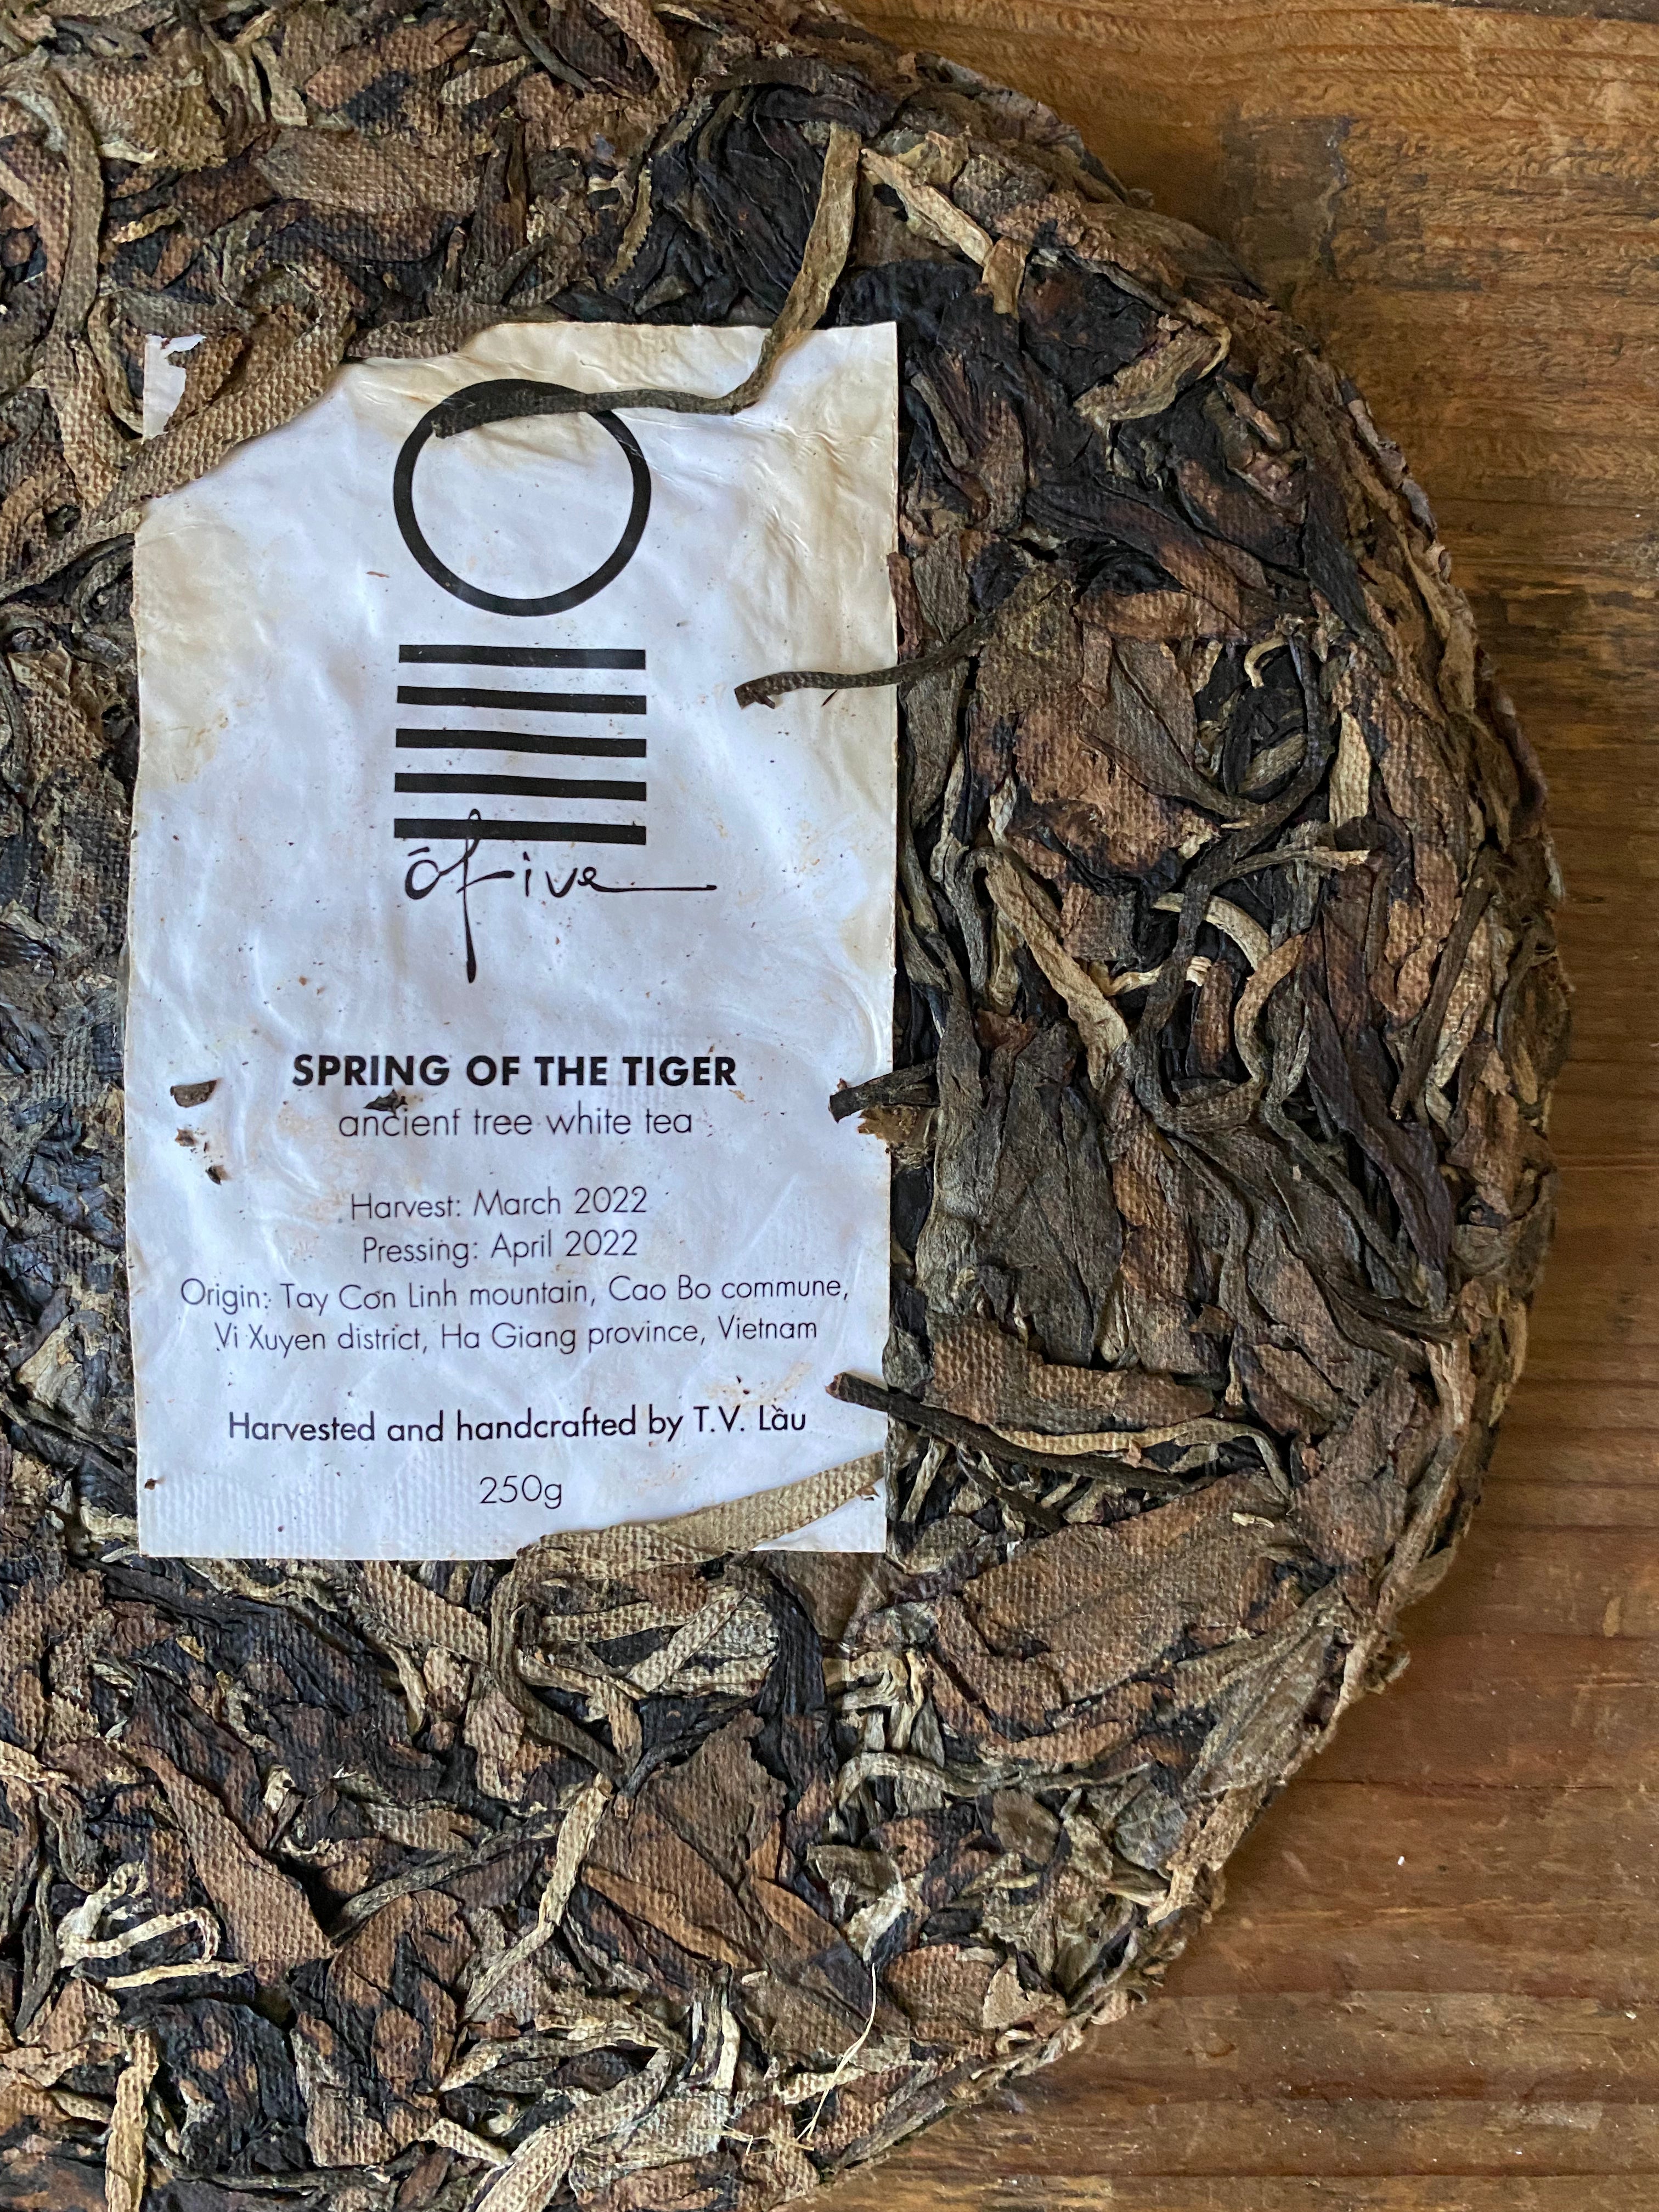 ōfive
SPRING OF THE TIGER
ancient tree white tea
Harvest: March 2022
Pressing: April 2022
Origin: Tay Con Linh mountain, Cao Bo commune,
Vi Xuyen district, Ha Giang province, Vietnam
Harvested and handcrafted by T.V. Lầu
250g